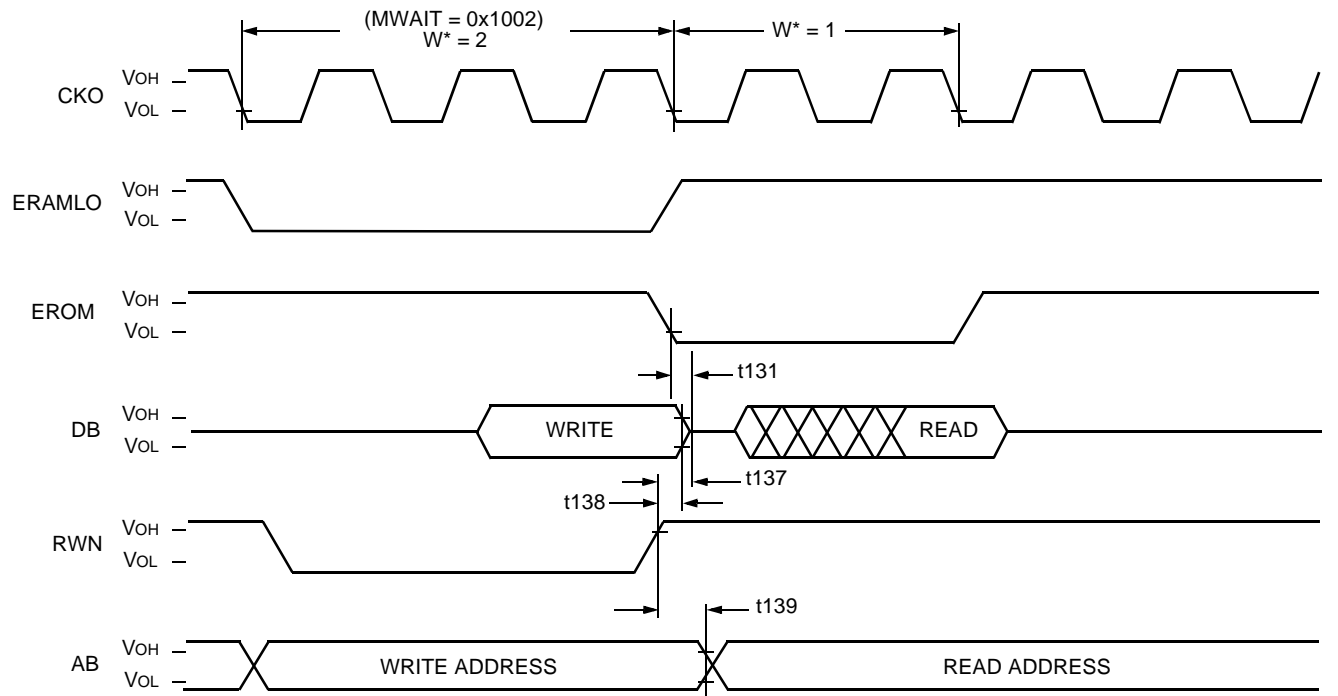 (MWAIT = 0x1002)
W* = 2
W* = 1
CKO
VOH
VOL
ERAMLO
VOH
VOL
EROM
VOH
VOL
t131
DB
VOH
VOL
WRITE
READ
t137
t138
RWN
VOH
VOL
t139
AB
VOH
VOL
WRITE ADDRESS
READ ADDRESS